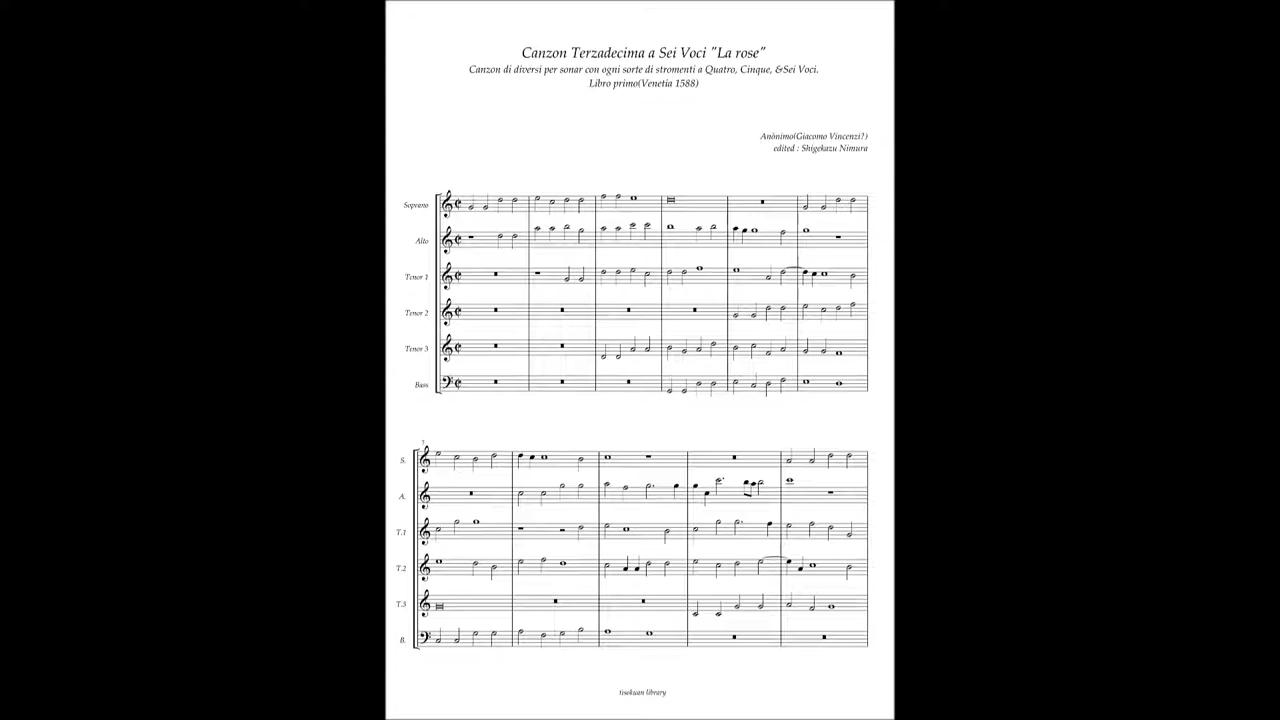 Canzon Terzadecima a Sei Voci "La rose"
Canzon di diversi per sonar con ogni sorte di stromenti a Quatro, Cinque, &Sei Voci.
Libro primo(Venetia 1588)
Anònimo(Giacomo Vincenzi?)
edited : Shigekazu Nimura
Soprano
Alto
Tenor 1
Tenor 2
Tenor 3
Bass
7
S.
A.
T.1
T.2
T.3
B.
tisokuan library